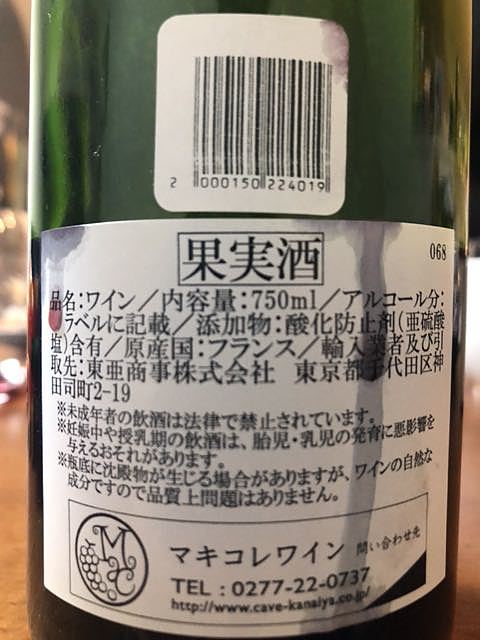 2 000150 224019
果実酒
068
品名:ワイン／内容量:750ml／アルコール分:
ラベルに記載／添加物:酸化防止剤(亜硫酸
塩)含有／原産国:フランス／輸入業者及び引
取先:東亜商事株式会社 東京都千代田区神
田司町2-19
※未成年者の飲酒は法律で禁止されています。
※妊娠中や授乳期の飲酒は、胎児・乳児の発育に悪影響を
与えるおそれがあります。
※瓶底に沈殿物が生じる場合がありますが、ワインの自然な
成分ですので品質上問題はありません。
MC
マキコレワイン 問い合わせ先
TEL : 0277-22-0737
http://www.cave-kanaiya.co.jp/